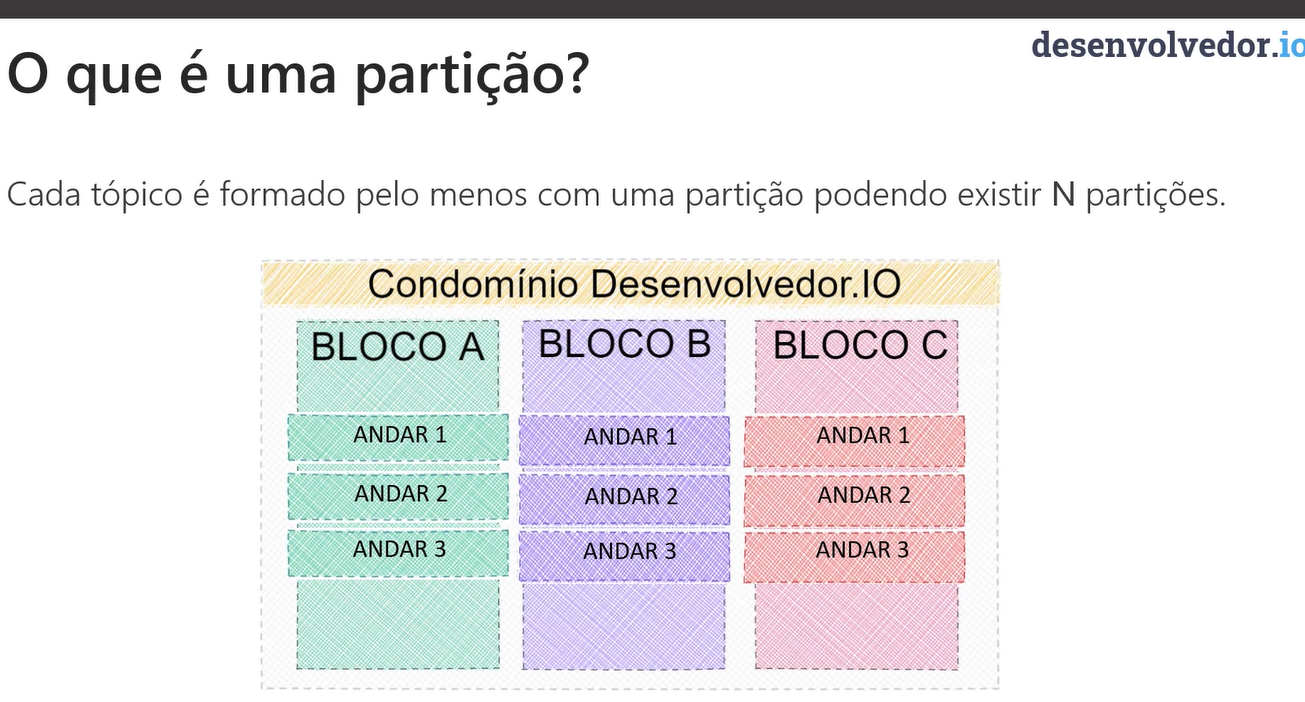 desenvolvedor.io
O que é uma partição?
Cada tópico é formado pelo menos com uma partição podendo existir N partições.
Condomínio Desenvolvedor.IO
BLOCO A
BLOCO B
BLOCO C
ANDAR 1
ANDAR 1
ANDAR 1
ANDAR 2
ANDAR 2
ANDAR 2
ANDAR 3
ANDAR 3
ANDAR 3